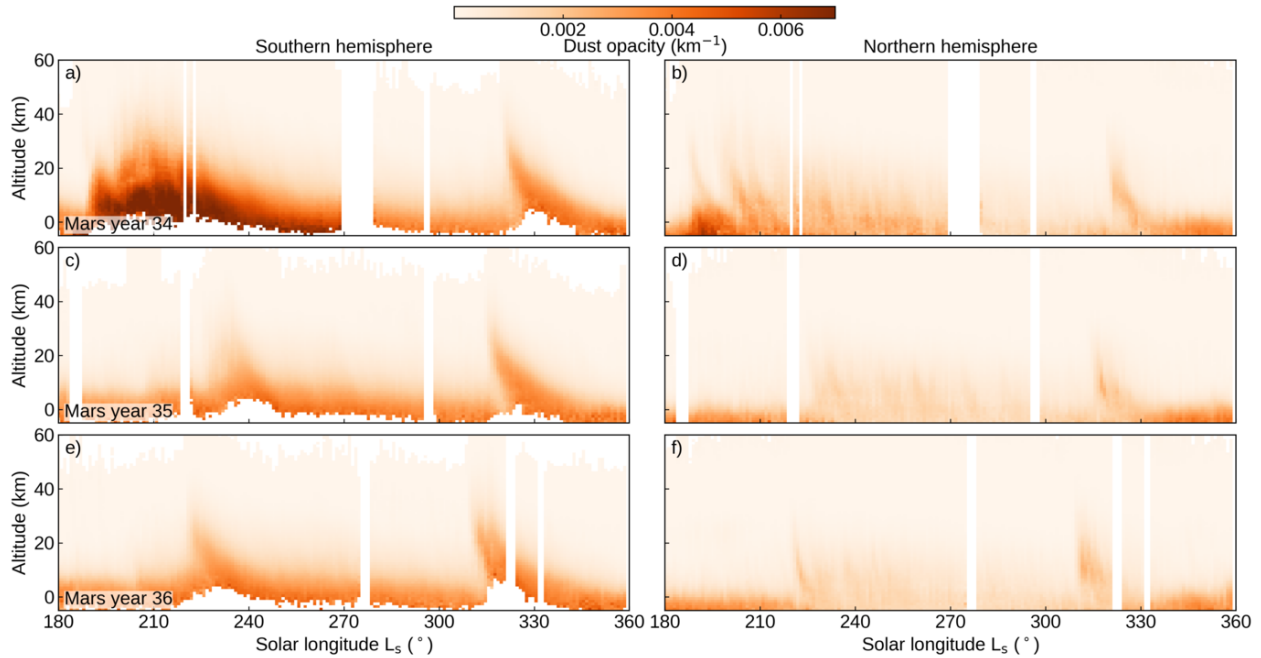 0.002 0.004 0.006
Southern hemisphere Dust opacity (km⁻¹) Northern hemisphere
60 a) b)
40
20
0
Altitude (km)
Mars year 34
60 c) d)
40
20
0
Altitude (km)
Mars year 35
60 e) f)
40
20
0
Altitude (km)
Mars year 36
180 210 240 270 300 330 360 180 210 240 270 300 330 360
Solar longitude Lₛ (°) Solar longitude Lₛ (°)